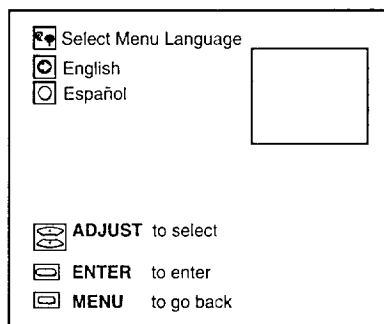 Select Menu Language
English
Español
ADJUST to select
ENTER to enter
MENU to go back